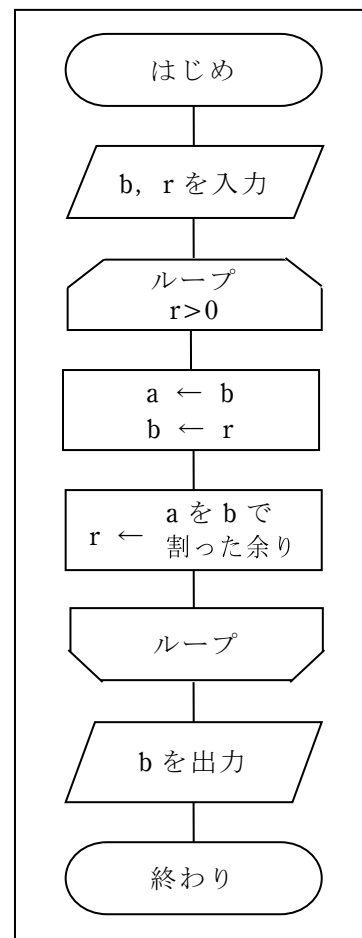 はじめ
b, r を入力
ループ
r>0
a ← b
b ← r
r ← a を b で
割った余り
ループ
b を出力
終わり